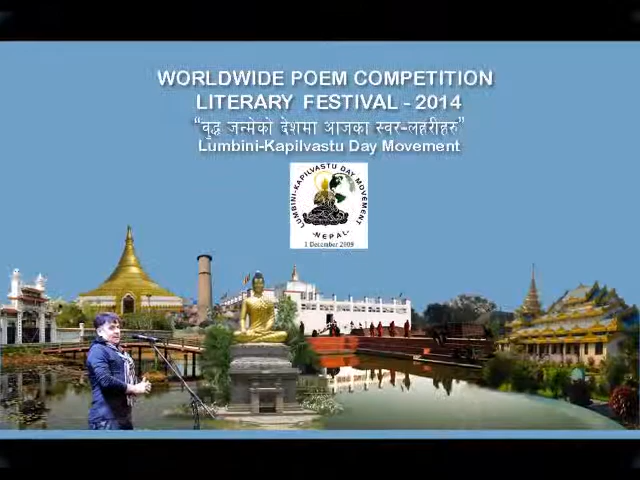 WORLDWIDE POEM COMPETITION
LITERARY FESTIVAL - 2014
“बुद्ध जन्मेको देशमा आजका स्वर-लहरीहरु”
Lumbini-Kapilvastu Day Movement
LUMBINI-KAPILVASTU DAY MOVEMENT
-NEPAL-
1 December 2009